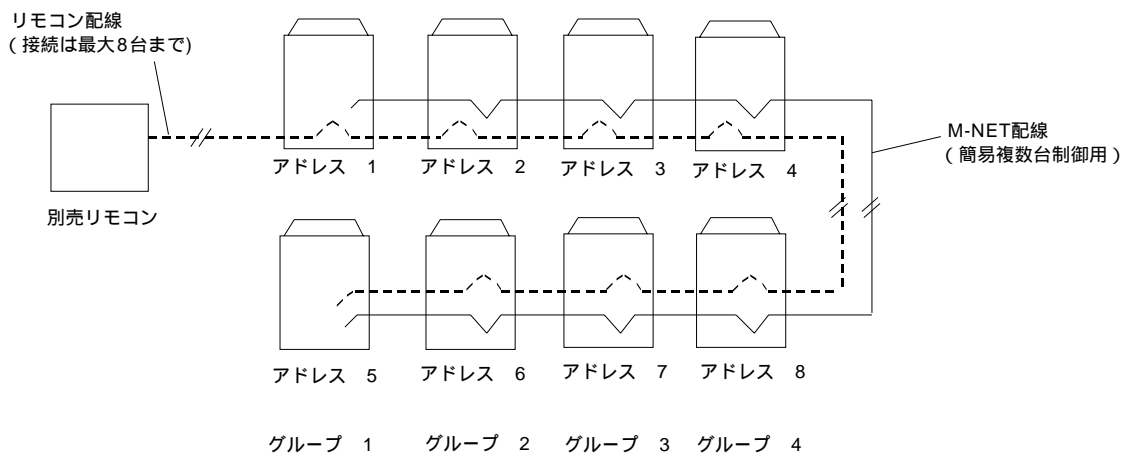 リモコン配線
(接続は最大8台まで)
別売リモコン
アドレス 1
アドレス 2
アドレス 3
アドレス 4
M-NET配線
(簡易複数台制御用)
アドレス 5
アドレス 6
アドレス 7
アドレス 8
グループ 1
グループ 2
グループ 3
グループ 4